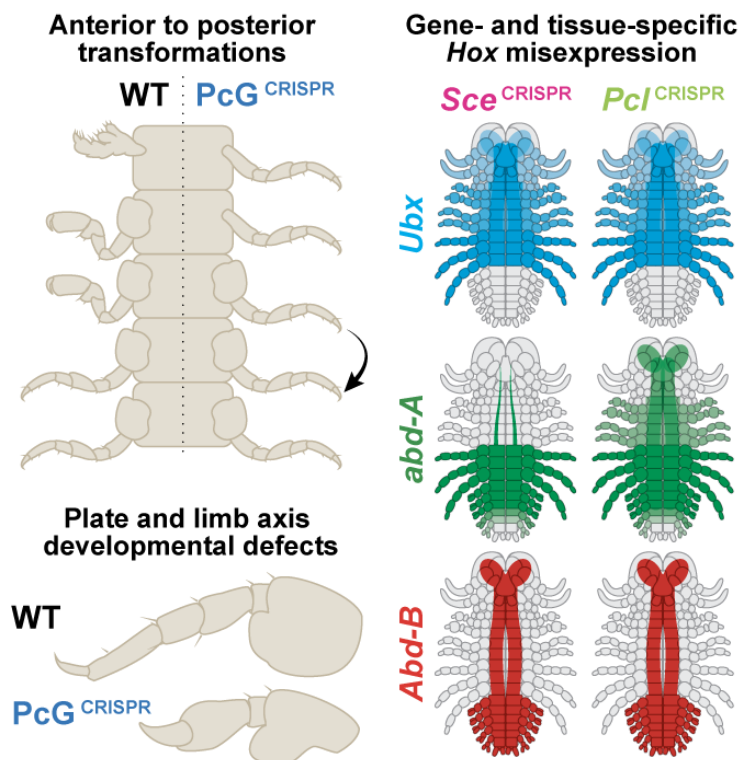 Anterior to posterior
transformations
WT PcG CRISPR
Plate and limb axis
developmental defects
WT
PcG CRISPR
Gene- and tissue-specific
Hox misexpression
Sce CRISPR Pcl CRISPR
Ubx
abd-A
Abd-B